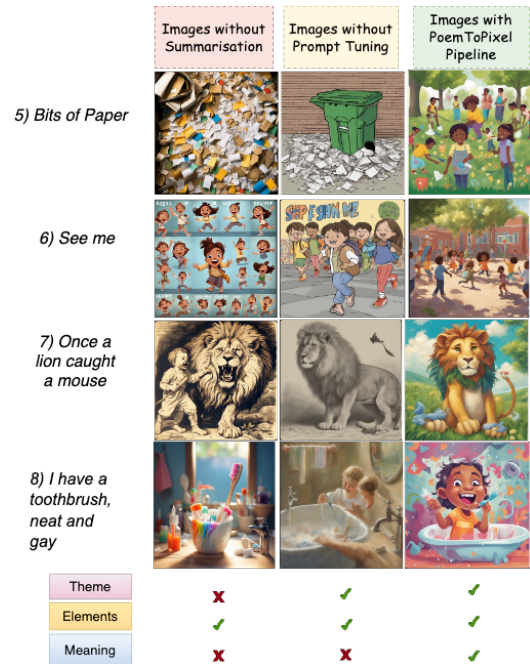 Images without
Summarisation
Images without
Prompt Tuning
Images with
PoemToPixel
Pipeline
5) Bits of Paper
6) See me
7) Once a
lion caught
a mouse
8) I have a
toothbrush,
neat and
gay
Theme
Elements
Meaning